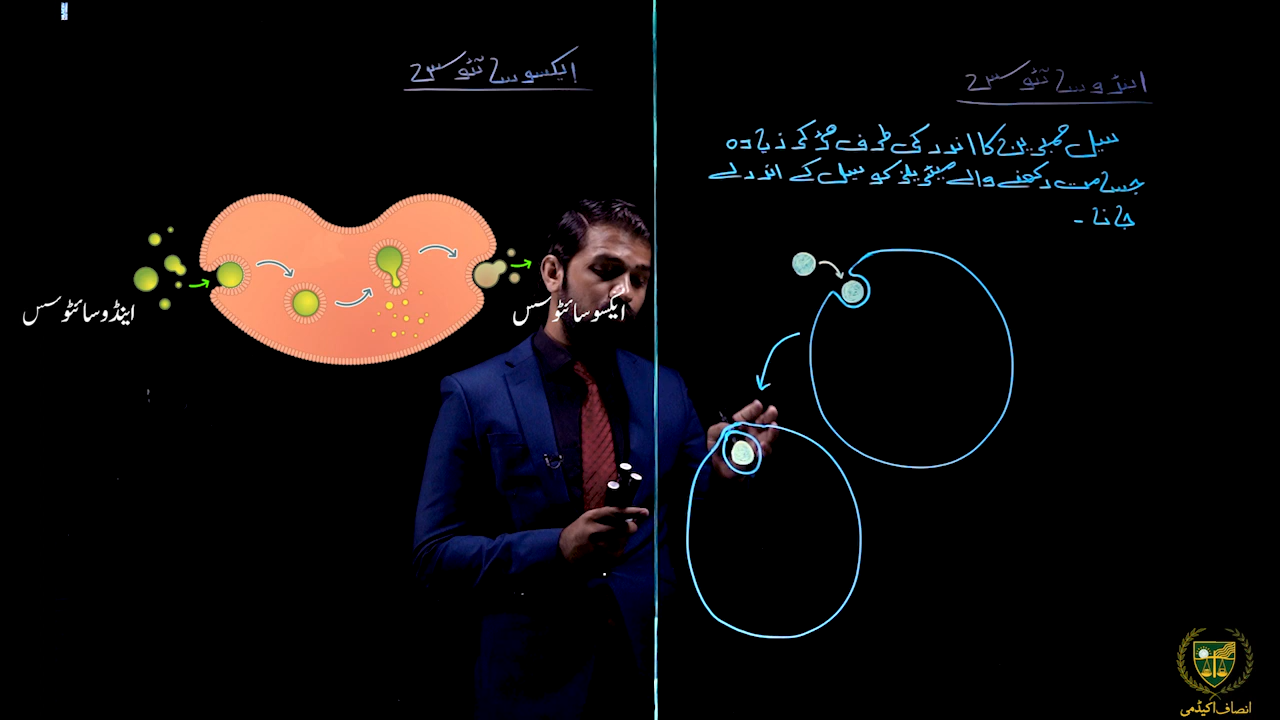 اینڈوسائٹوسس
سیل ممبرین کا اندر کی طرف مڑ کر زیادہ
جسامت رکھنے والے میٹریلز کو سیل کے اندر لے
جانا۔
ایکسوسائٹوسس
اینڈوسائٹوسس
ایکسوسائٹوسس
انصاف اکیڈمی